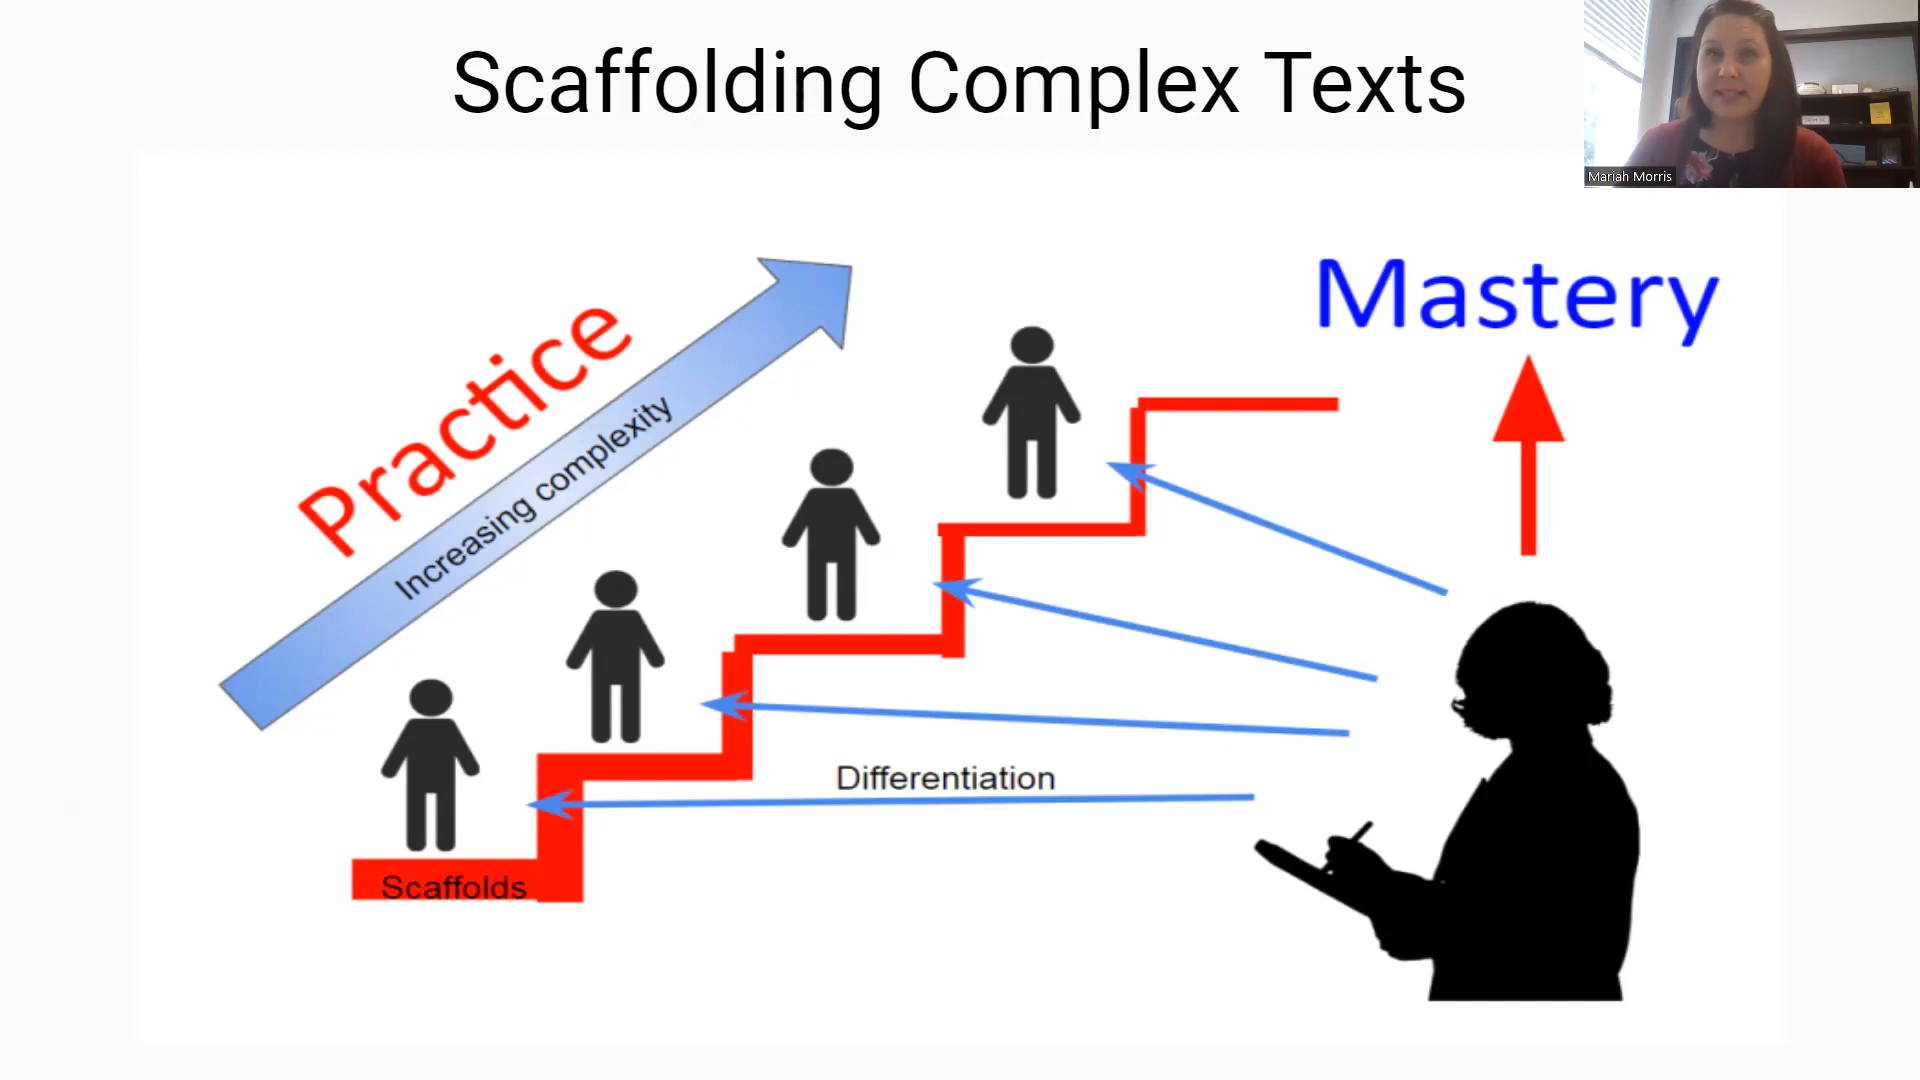 Scaffolding Complex Texts
Mariah Morris
Mastery
Practice
Increasing complexity
Differentiation
Scaffolds